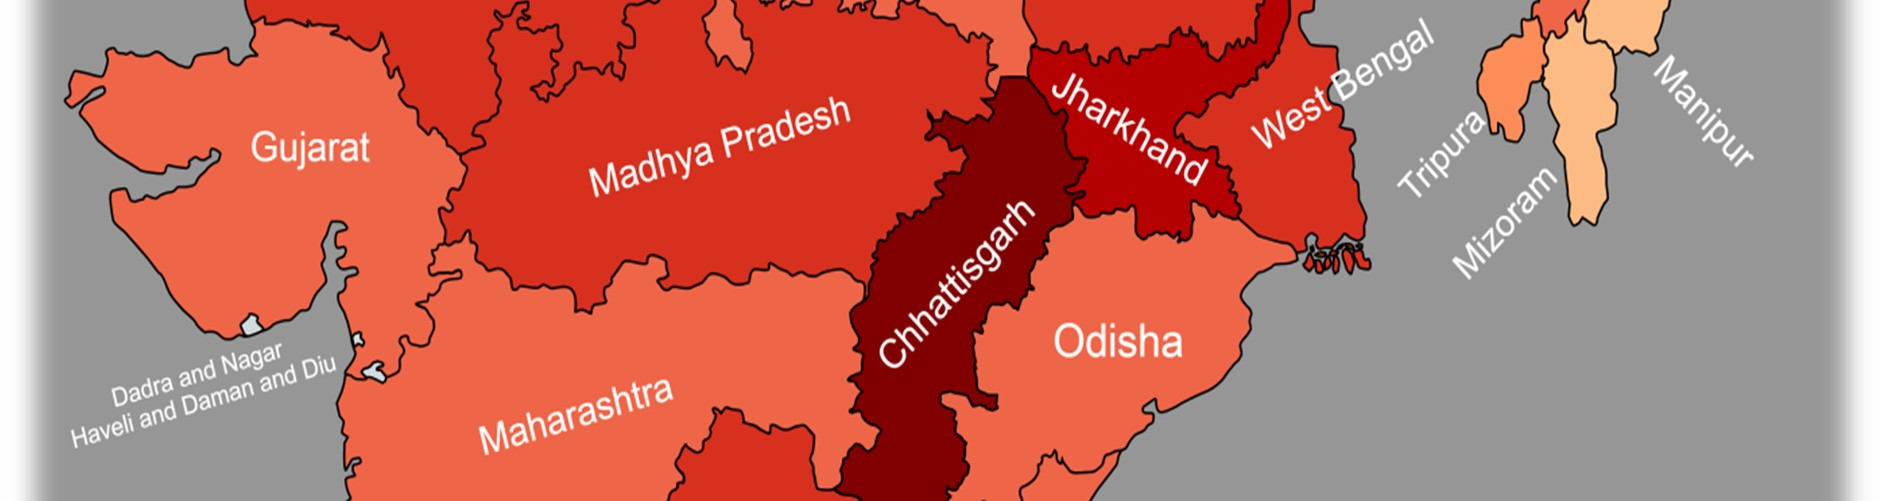 Gujarat
Madhya Pradesh
Jharkhand
West Bengal
Manipur
Tripura
Mizoram
Chhattisgarh
Odisha
Dadra and Nagar
Haveli and Daman and Diu
Maharashtra